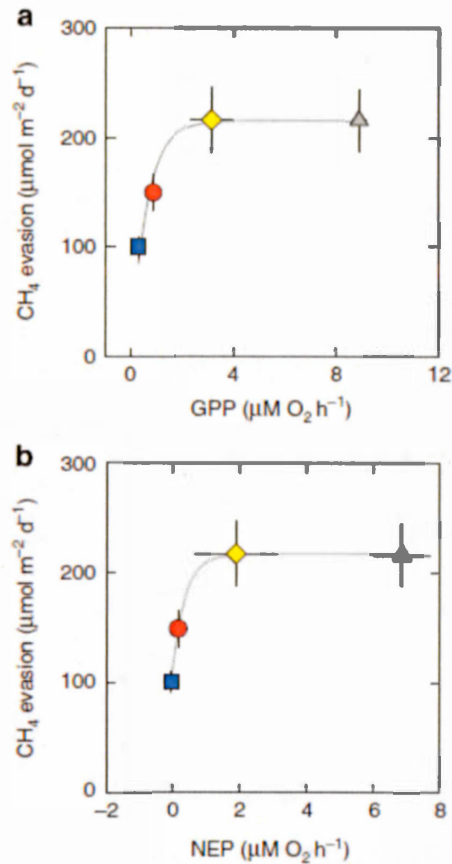 a
300
200
100
0
CH₄ evasion (µmol m⁻² d⁻¹)
0 4 8 12
GPP (µM O₂ h⁻¹)
b
300
200
100
0
CH₄ evasion (µmol m⁻² d⁻¹)
−2 0 2 4 6 8
NEP (µM O₂ h⁻¹)